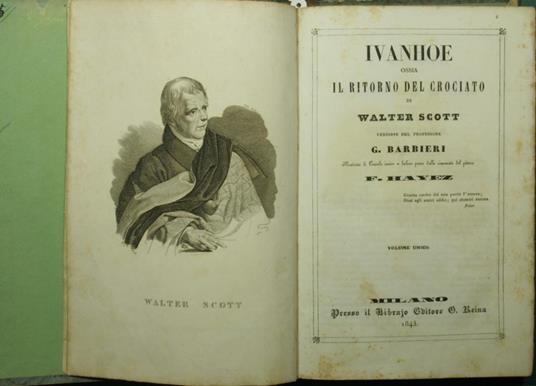 WALTER SCOTT
IVANHOE
OSSIA
IL RITORNO DEL CROCIATO
DI
WALTER SCOTT
VERSIONE DEL PROFESSORE
G. BARBIERI
F. HAYEZ
VOLUME UNICO
MILANO
Presso il Librajo Editore G. Reina
1845